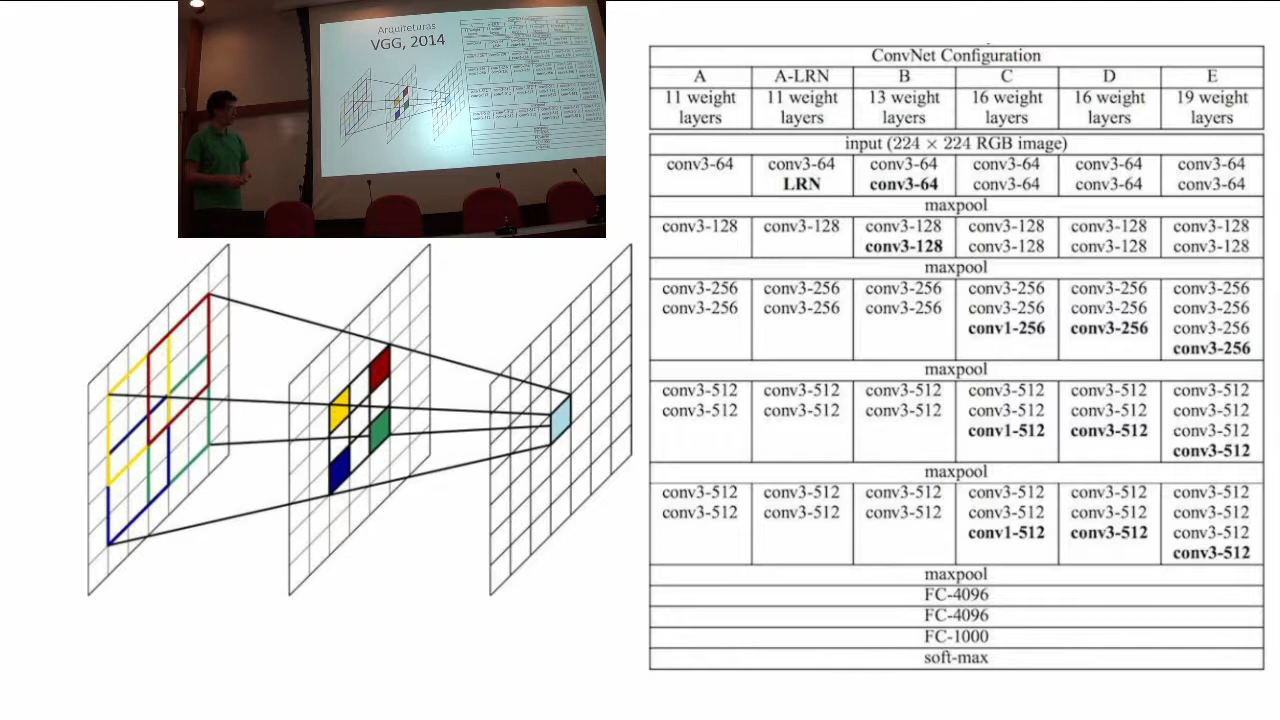 Arquiteturas
VGG, 2014
ConvNet Configuration
A A-LRN B C D E
11 weight layers 11 weight layers 13 weight layers 16 weight layers 16 weight layers 19 weight layers
input (224 × 224 RGB image)
conv3-64 conv3-64 conv3-64 conv3-64 conv3-64 conv3-64
LRN conv3-64 conv3-64 conv3-64 conv3-64
maxpool
conv3-128 conv3-128 conv3-128 conv3-128 conv3-128 conv3-128
conv3-128 conv3-128 conv3-128 conv3-128
maxpool
conv3-256 conv3-256 conv3-256 conv3-256 conv3-256 conv3-256
conv3-256 conv3-256 conv3-256 conv3-256 conv3-256 conv3-256
conv1-256 conv3-256 conv3-256
conv3-256
maxpool
conv3-512 conv3-512 conv3-512 conv3-512 conv3-512 conv3-512
conv3-512 conv3-512 conv3-512 conv3-512 conv3-512 conv3-512
conv1-512 conv3-512 conv3-512
conv3-512
maxpool
conv3-512 conv3-512 conv3-512 conv3-512 conv3-512 conv3-512
conv3-512 conv3-512 conv3-512 conv3-512 conv3-512 conv3-512
conv1-512 conv3-512 conv3-512
conv3-512
maxpool
FC-4096
FC-4096
FC-1000
soft-max